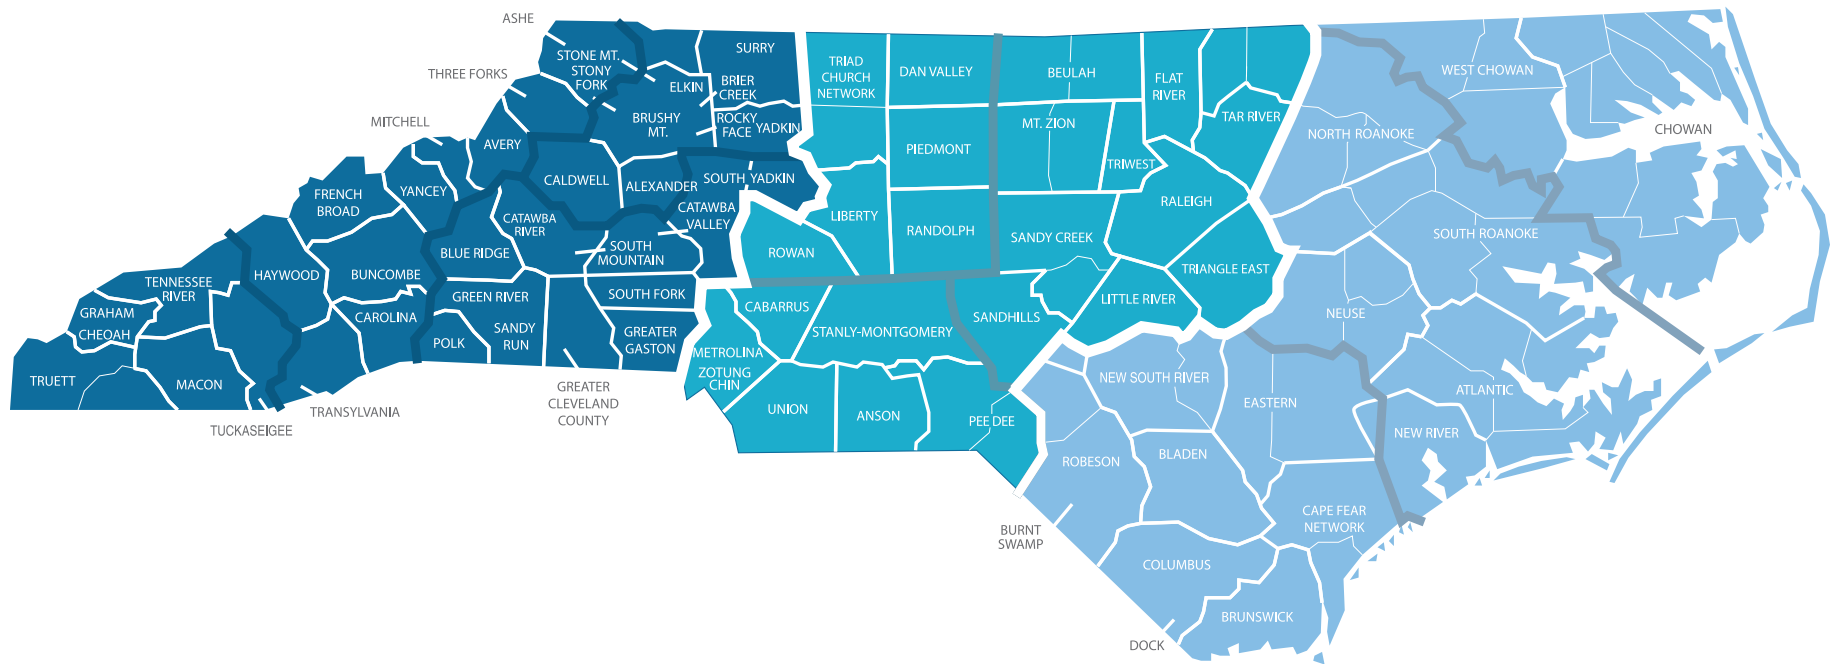 ASHE
STONE MT.
STONY
FORK
SURRY
THREE FORKS
ELKIN
BRIER
CREEK
MITCHELL
BRUSHY
MT.
ROCKY
FACE
YADKIN
AVERY
CALDWELL
ALEXANDER
SOUTH YADKIN
FRENCH
BROAD
YANCEY
CATAWBA
RIVER
CATAWBA
VALLEY
BLUE RIDGE
SOUTH
MOUNTAIN
HAYWOOD
BUNCOMBE
TENNESSEE
RIVER
GREEN RIVER
SOUTH FORK
GRAHAM
CHEOAH
CAROLINA
POLK
SANDY
RUN
GREATER
GASTON
TRUETT
MACON
TUCKASEIGEE
TRANSYLVANIA
GREATER
CLEVELAND
COUNTY
TRIAD
CHURCH
NETWORK
DAN VALLEY
BEULAH
FLAT
RIVER
TAR RIVER
MT. ZION
PIEDMONT
TRIWEST
LIBERTY
RANDOLPH
RALEIGH
ROWAN
SANDY CREEK
TRIANGLE EAST
CABARRUS
STANLY-MONTGOMERY
SANDHILLS
LITTLE RIVER
METROLINA
ZOTUNG
CHIN
UNION
ANSON
PEE DEE
WEST CHOWAN
CHOWAN
NORTH ROANOKE
SOUTH ROANOKE
NEUSE
NEW SOUTH RIVER
EASTERN
ATLANTIC
NEW RIVER
ROBESON
BLADEN
BURNT
SWAMP
CAPE FEAR
NETWORK
COLUMBUS
BRUNSWICK
DOCK